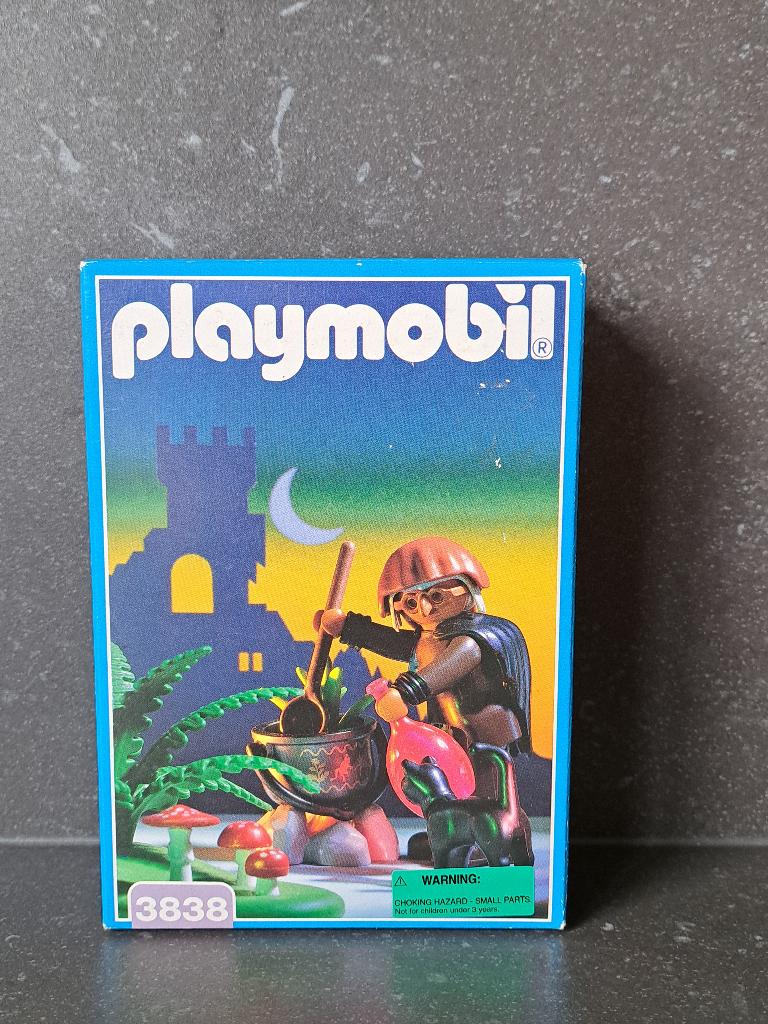 playmobil®
WARNING:
CHOKING HAZARD - SMALL PARTS.
Not for children under 3 years.
3838